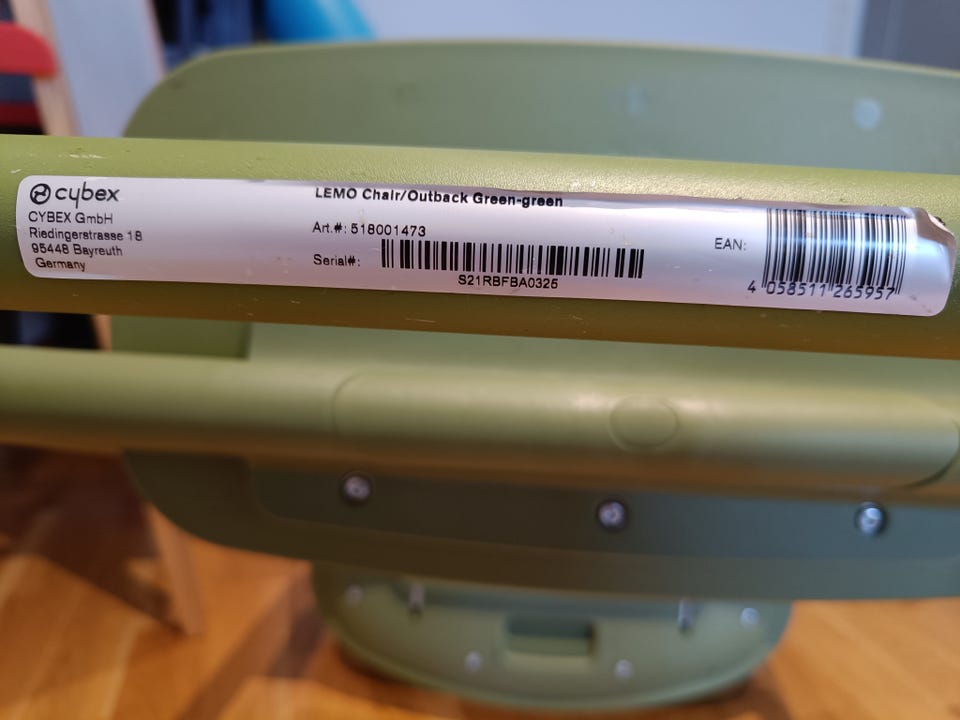 cybex
CYBEX GmbH
Riedingerstrasse 18
95448 Bayreuth
Germany
LEMO Chair/Outback Green-green
Art.#: 518001473
Serial#:
S21RBFBA0325
EAN:
4 058511 265957